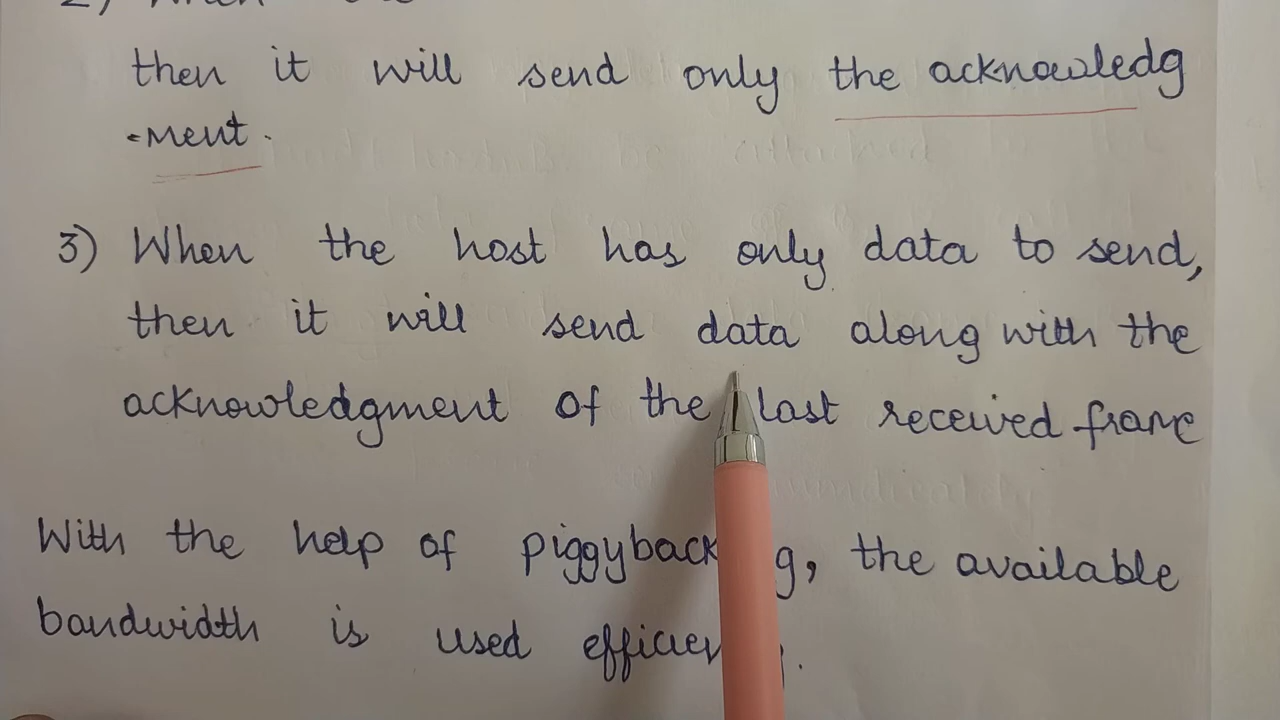 2) When
then it will send only the acknowledg
-ment.
3) When the host has only data to send,
then it will send data along with the
acknowledgment of the last received frame
With the help of the available
bandwidth is used